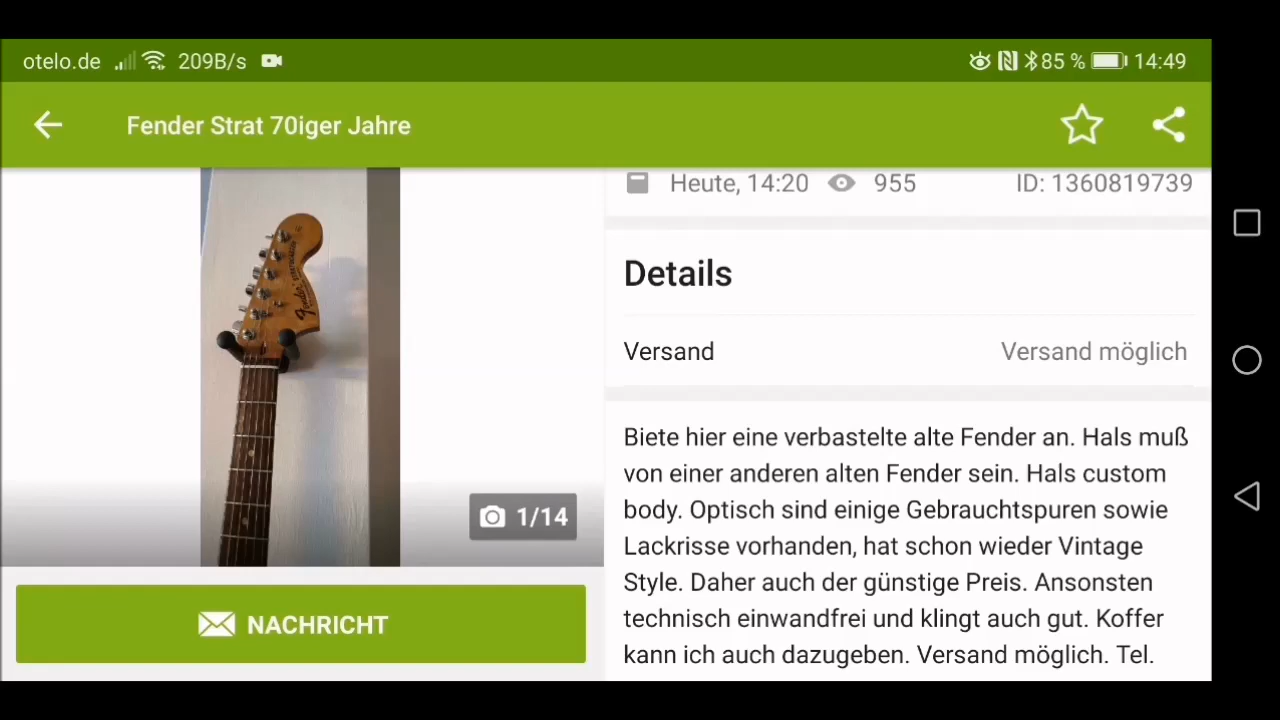 otelo.de 209B/s 85 % 14:49
Fender Strat 70iger Jahre
Fender
Heute, 14:20 955 ID: 1360819739
Details
Versand Versand möglich
Biete hier eine verbastelte alte Fender an. Hals muß
von einer anderen alten Fender sein. Hals custom
body. Optisch sind einige Gebrauchtspuren sowie
Lackrisse vorhanden, hat schon wieder Vintage
Style. Daher auch der günstige Preis. Ansonsten
technisch einwandfrei und klingt auch gut. Koffer
kann ich auch dazugeben. Versand möglich. Tel.
1/14
NACHRICHT